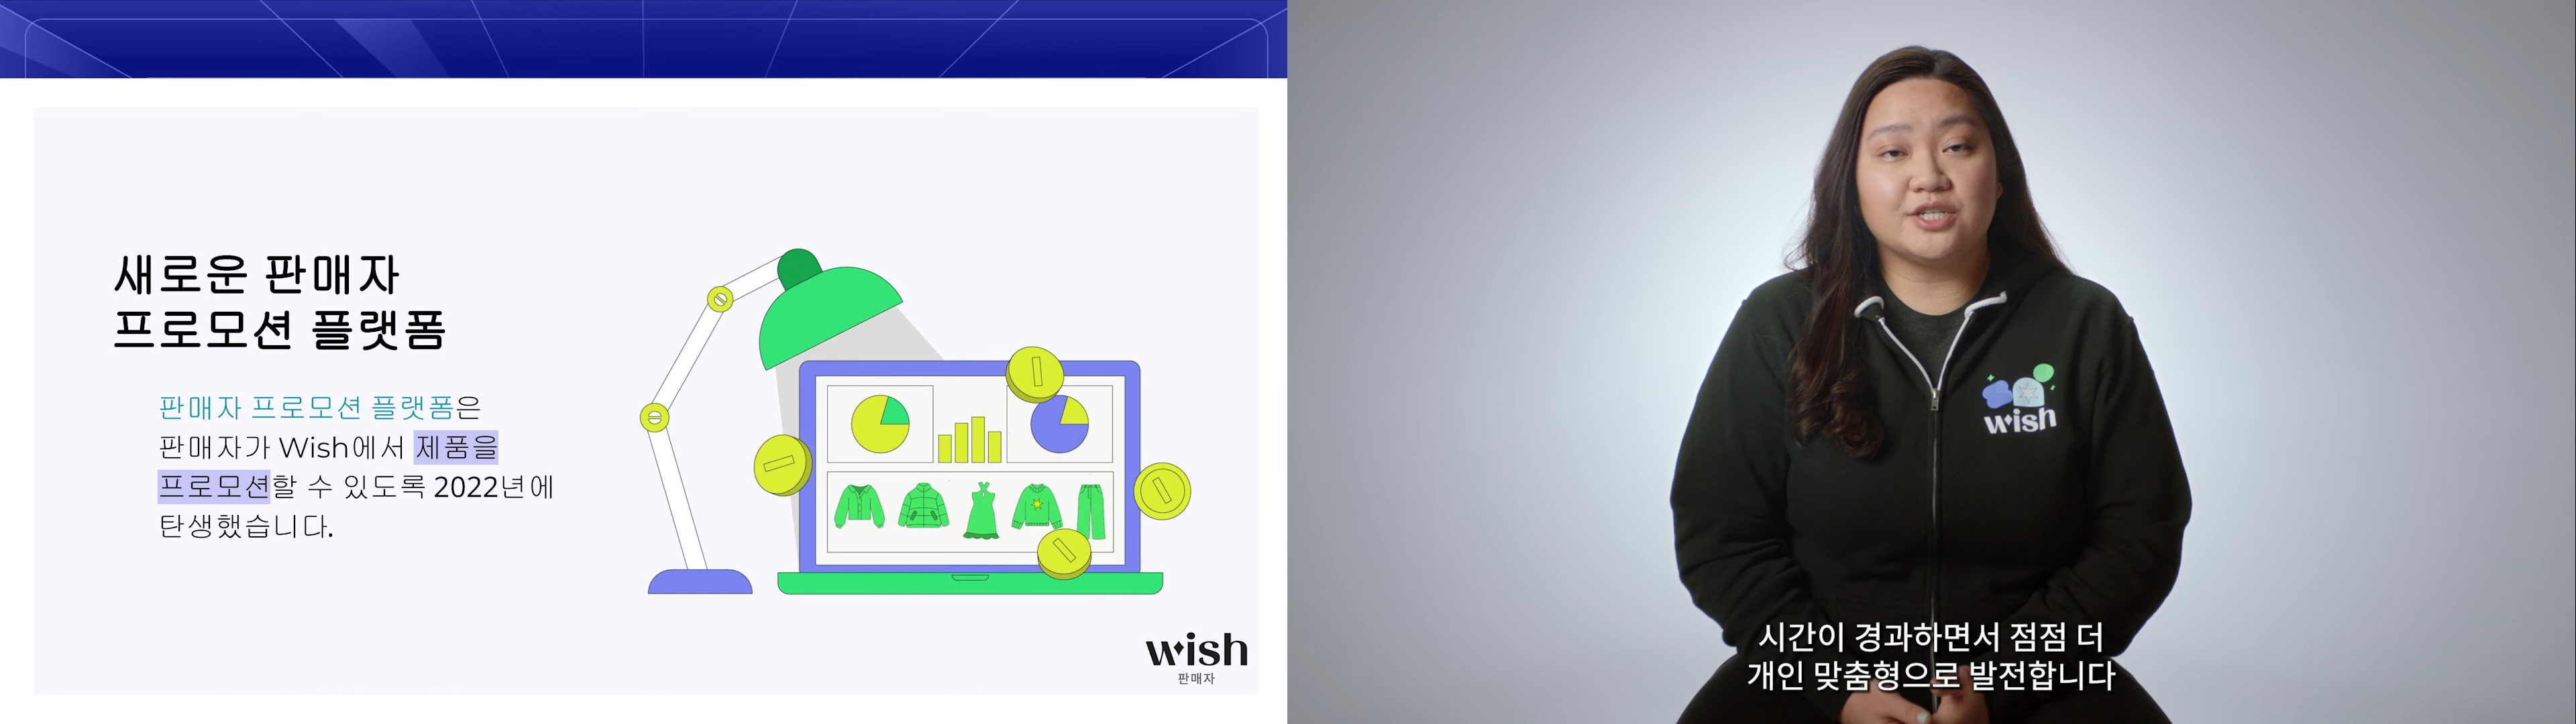 새로운 판매자
프로모션 플랫폼
판매자 프로모션 플랫폼은
판매자가 Wish에서 제품을
프로모션할 수 있도록 2022년에
탄생했습니다.
wish
판매자
wish
시간이 경과하면서 점점 더
개인 맞춤형으로 발전합니다